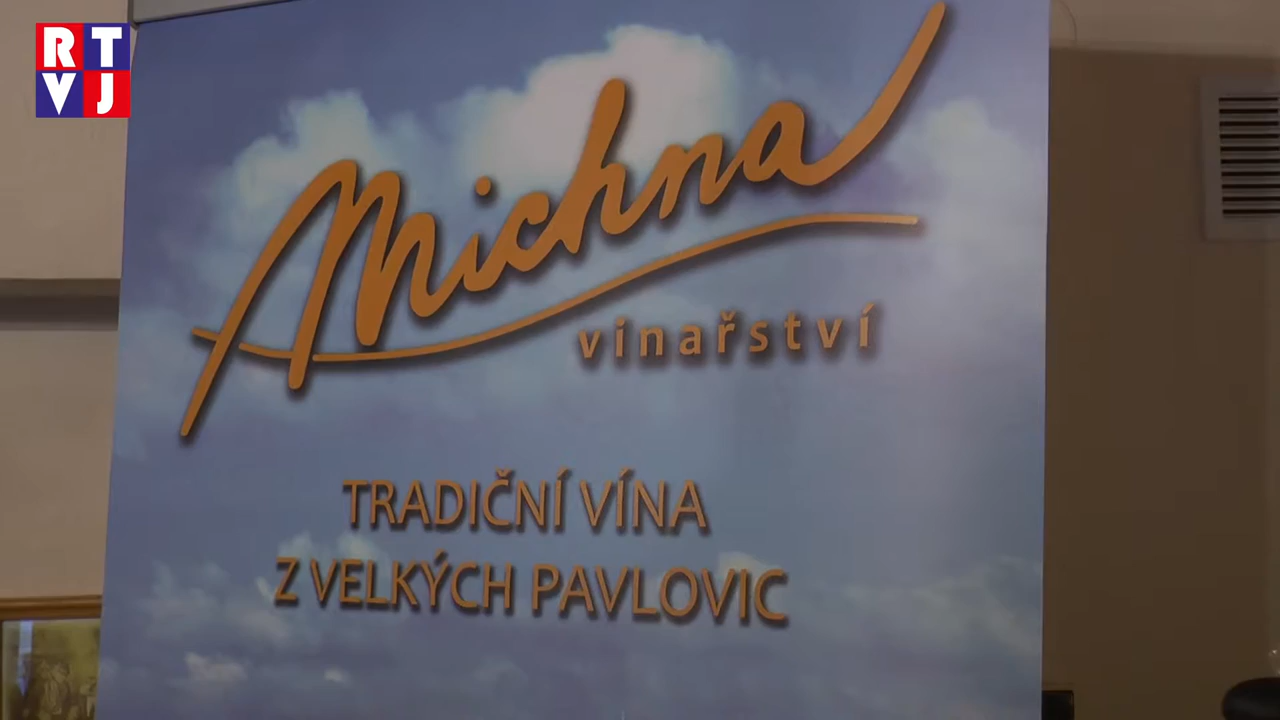 RT
VJ
Michna
vinařství
TRADIČNÍ VÍNA
Z VELKÝCH PAVLOVIC